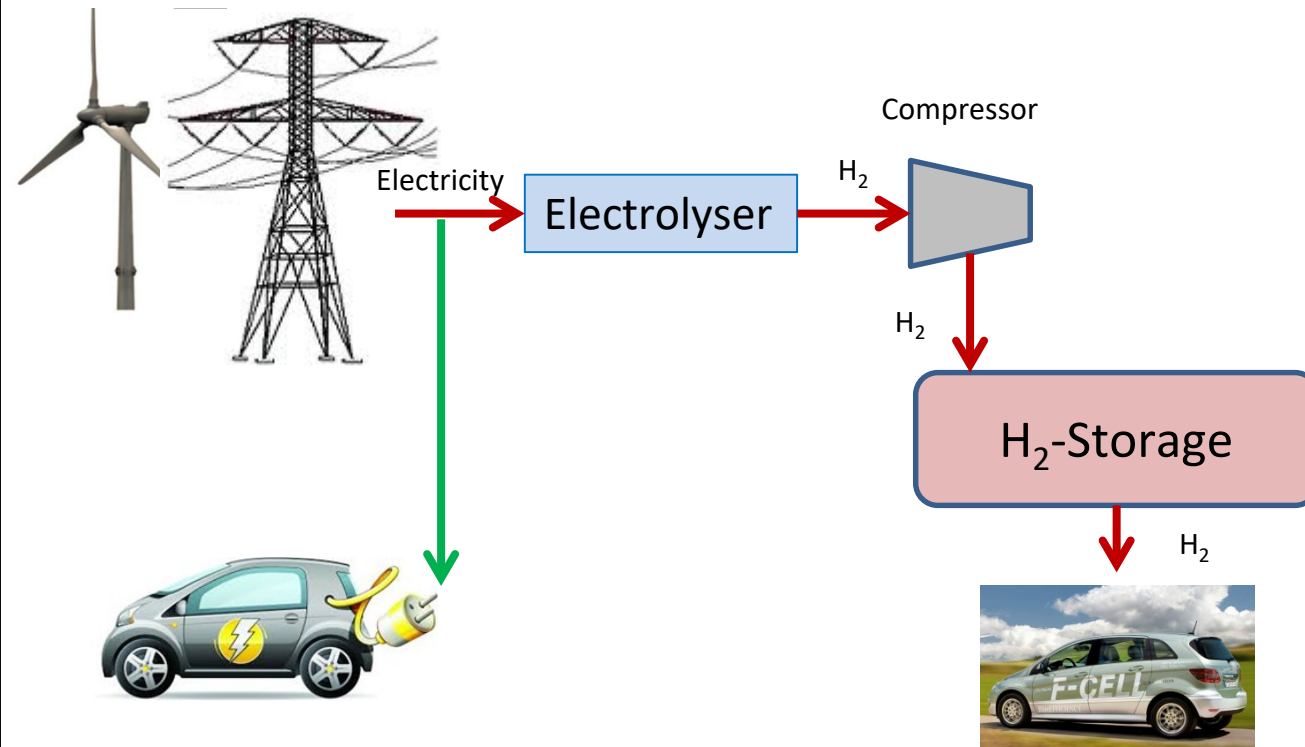 Compressor
Electricity
H₂
Electrolyser
H₂
H₂-Storage
H₂
F-CELL